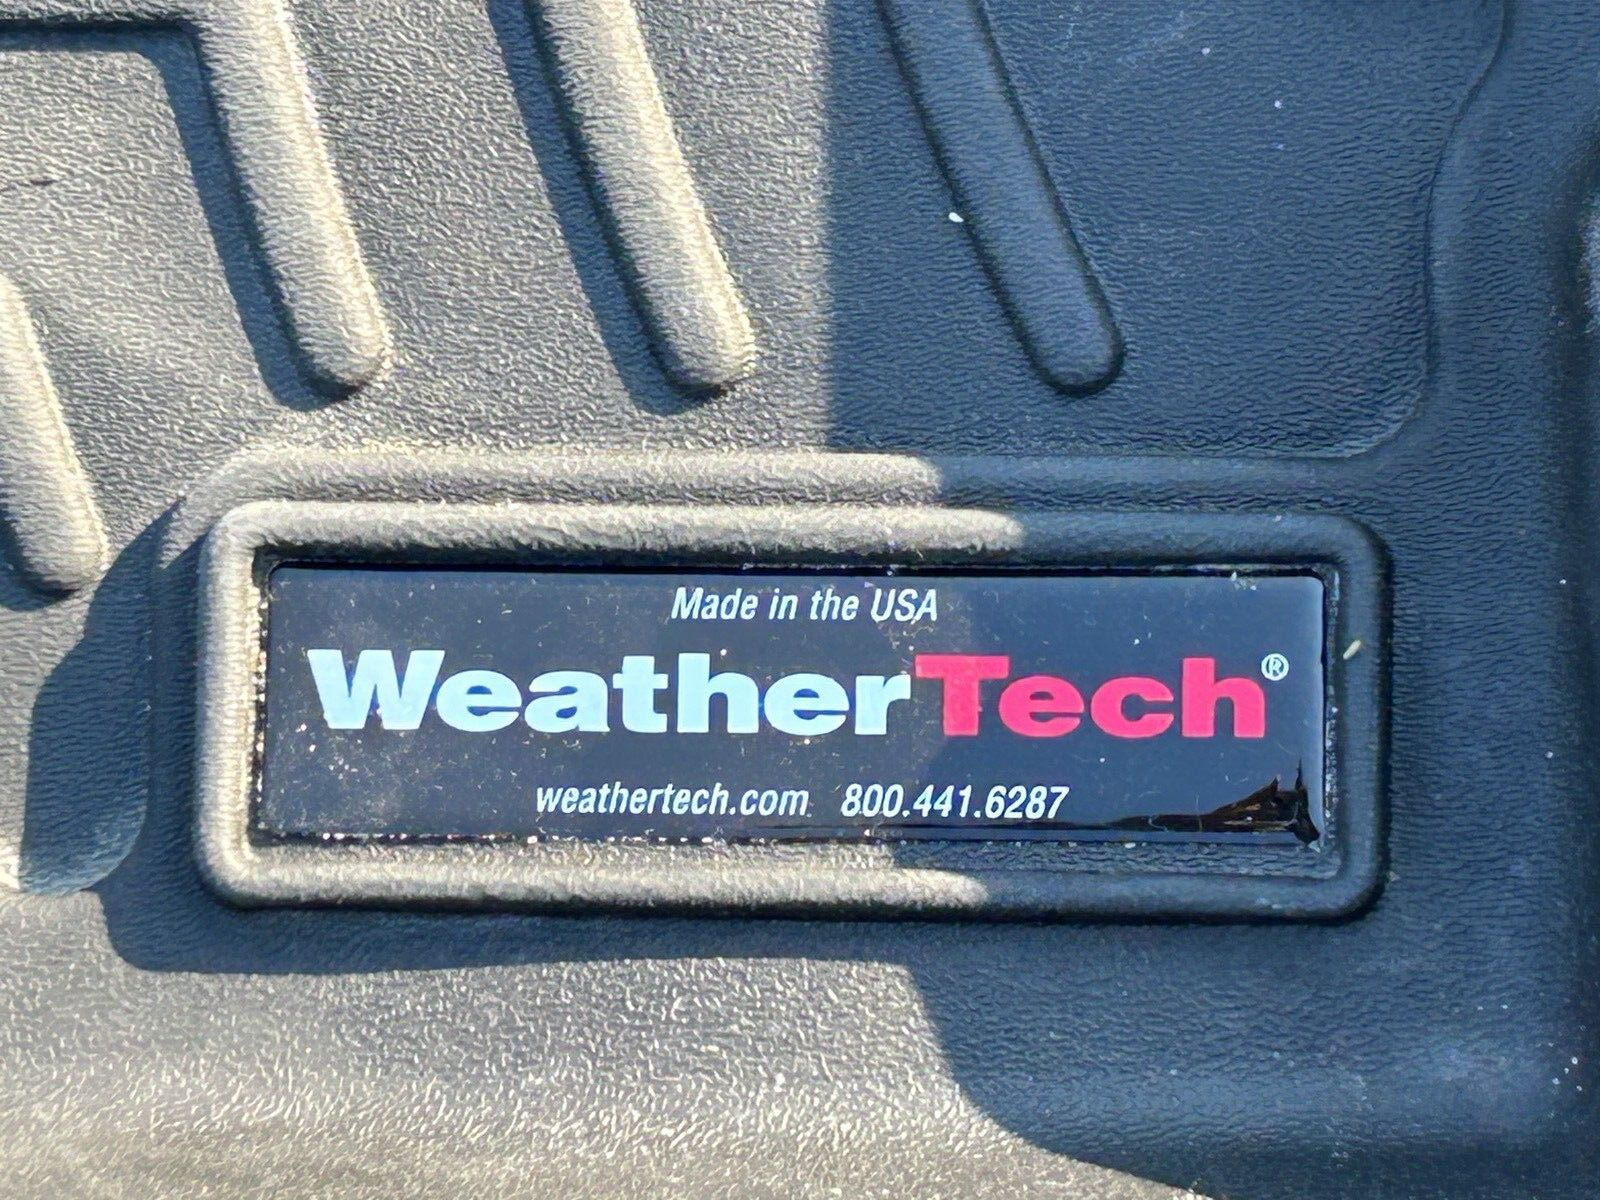 Made in the USA
WeatherTech®
weathertech.com 800.441.6287